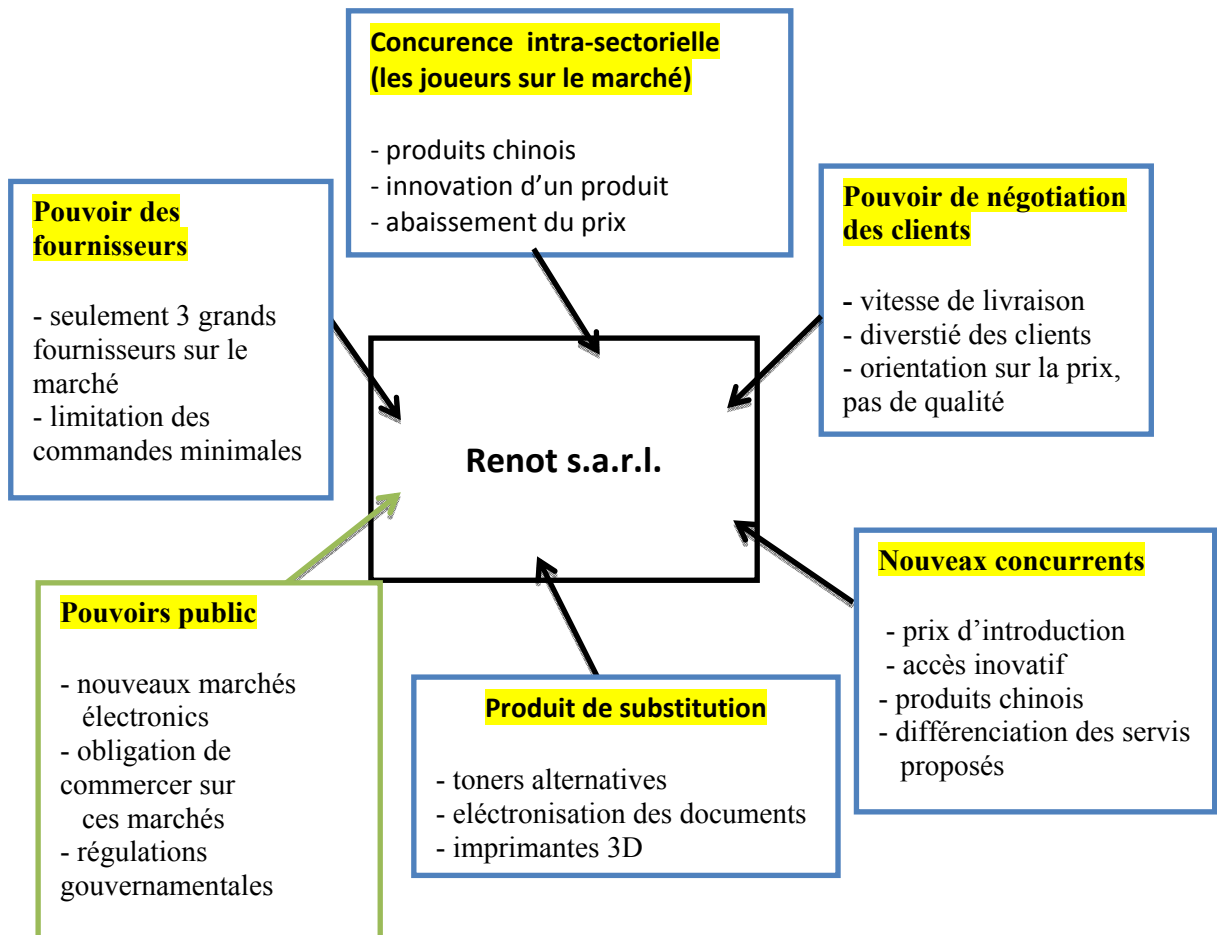 Concurence  intra-sectorielle
(les joueurs sur le marché)
- produits chinois
- innovation d’un produit
- abaissement du prix
Pouvoir des
fournisseurs
- seulement 3 grands
fournisseurs sur le
marché
- limitation des
commandes minimales
Pouvoir de négotiation
des clients
- vitesse de livraison
- diverstié des clients
- orientation sur la prix,
pas de qualité
Renot s.a.r.l.
Pouvoirs public
- nouveaux marchés
électronics
- obligation de
commercer sur
ces marchés
- régulations
gouvernamentales
Produit de substitution
- toners alternatives
- eléctronisation des documents
- imprimantes 3D
Nouveax concurrents
- prix d’introduction
- accès inovatif
- produits chinois
- différenciation des servis
proposés